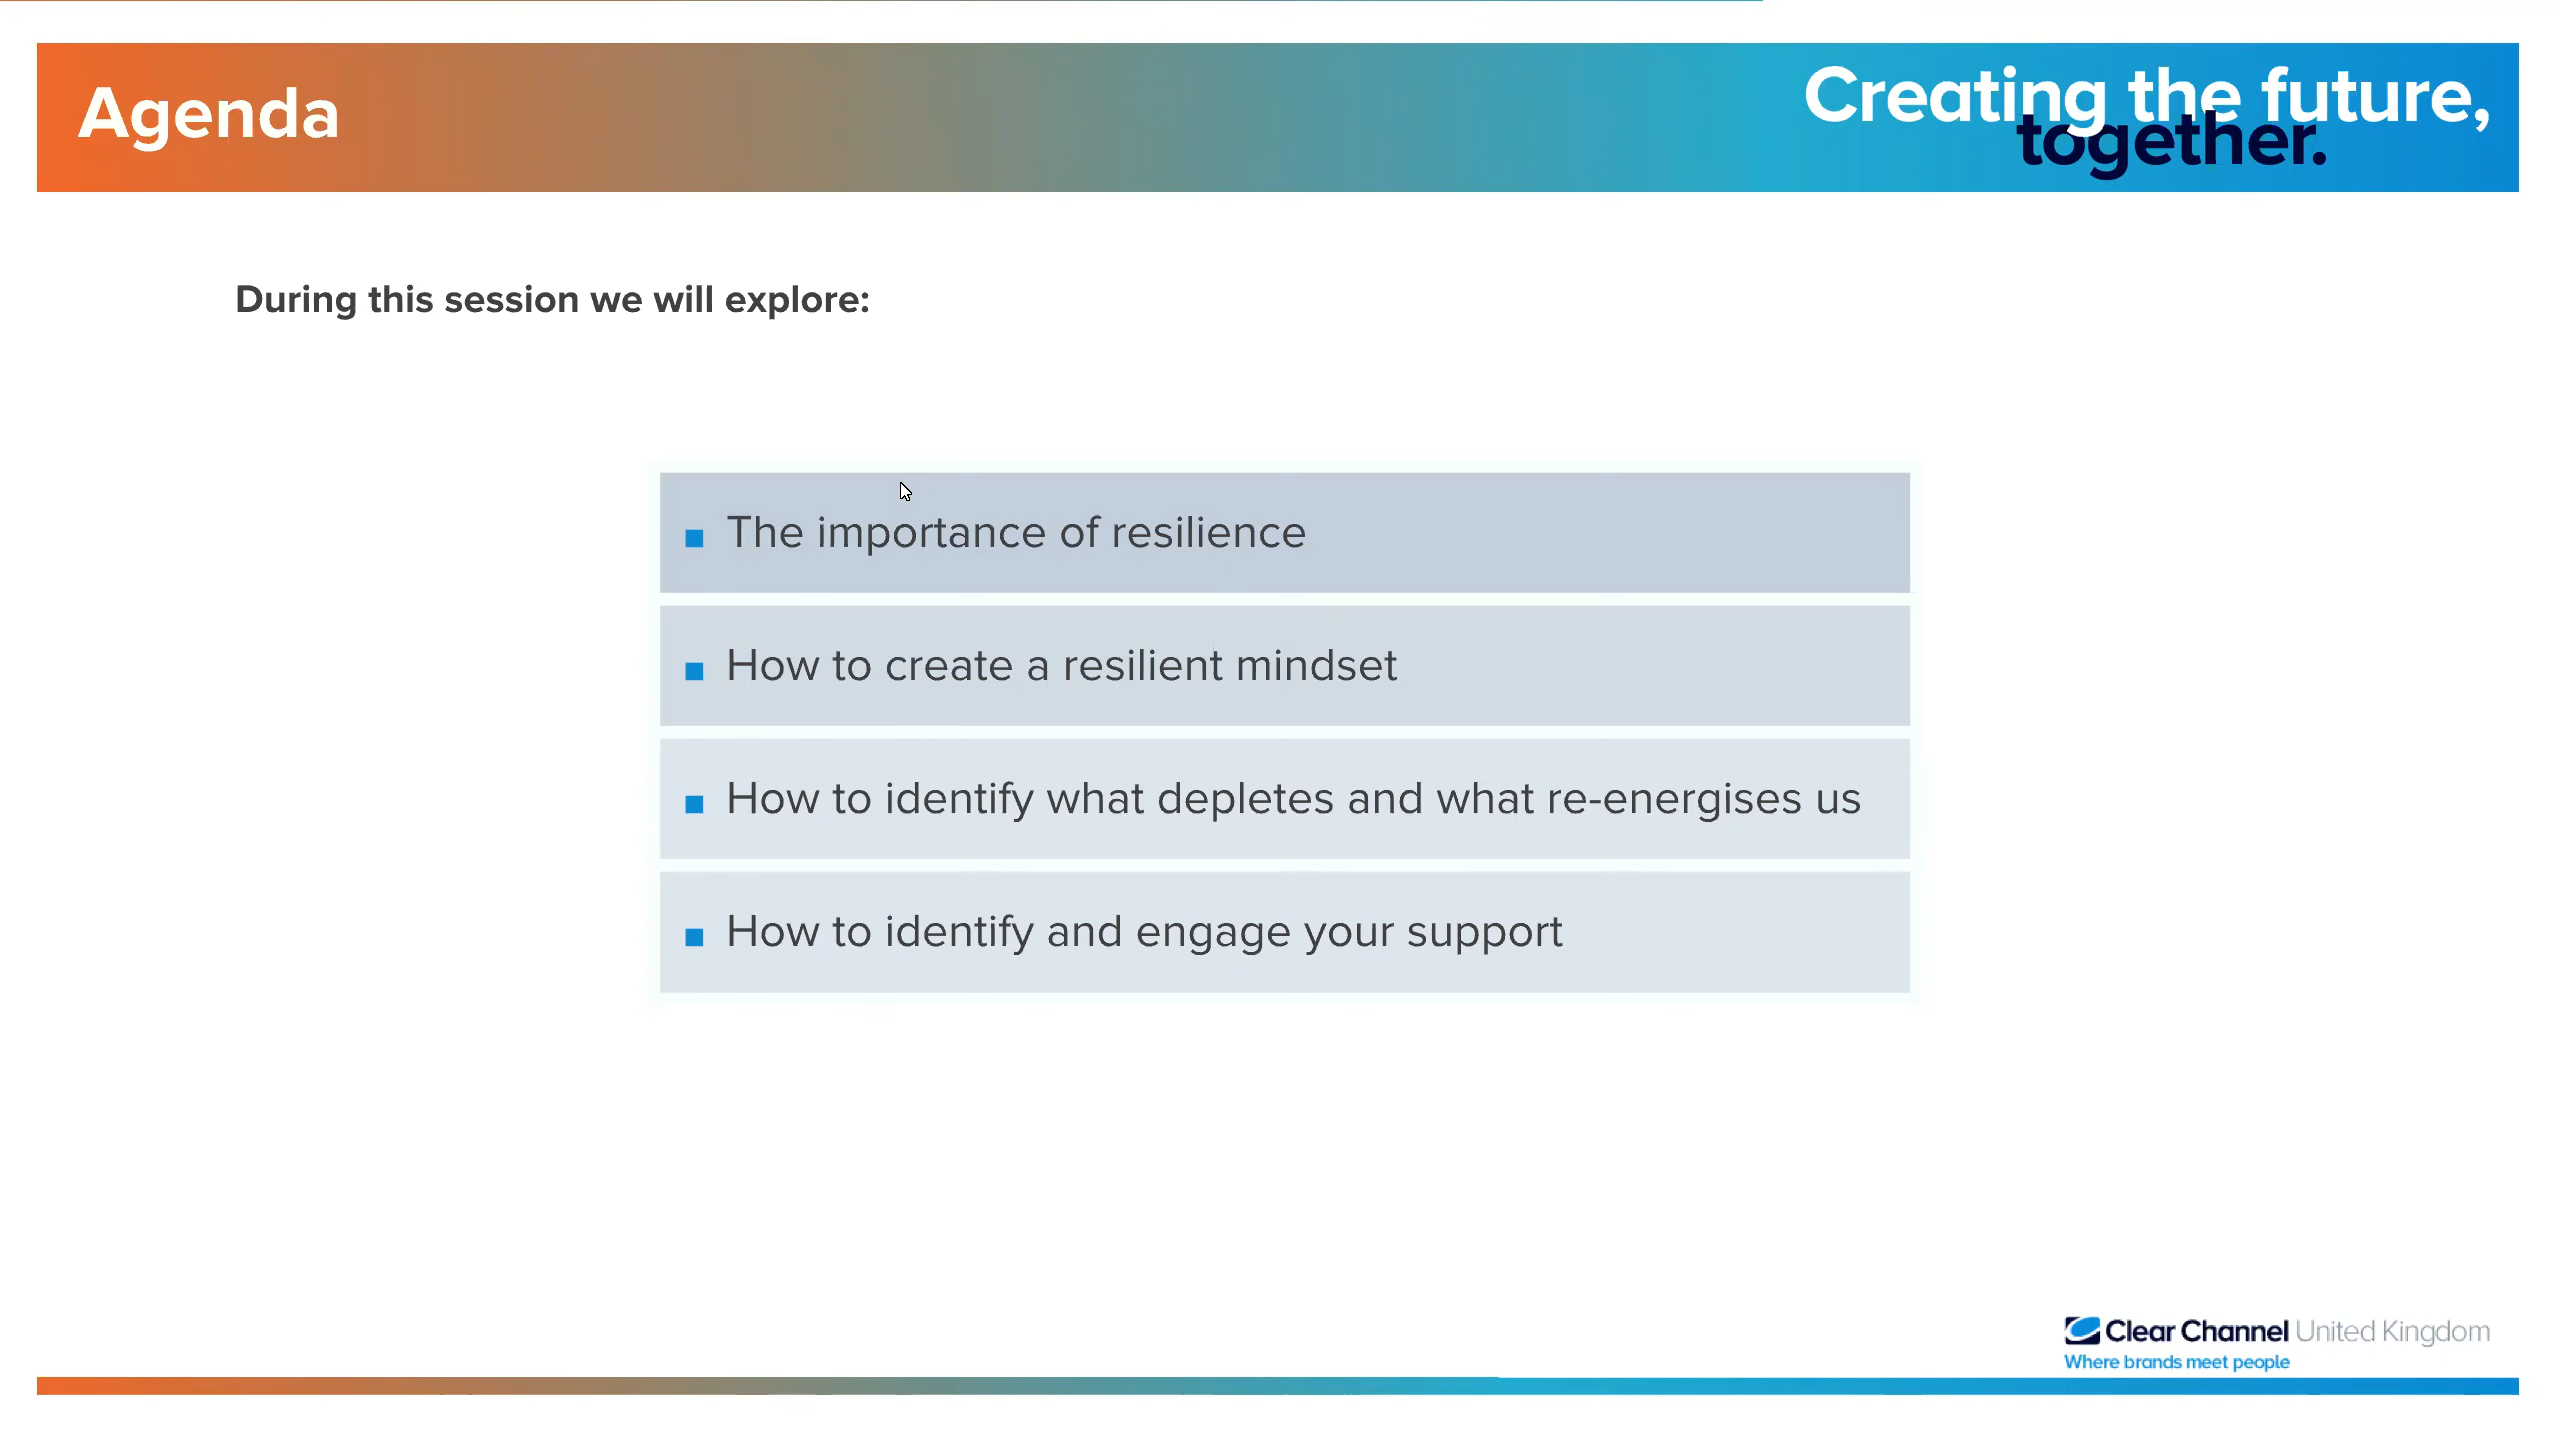 Agenda
Creating the future,
together.
During this session we will explore:
The importance of resilience
How to create a resilient mindset
How to identify what depletes and what re-energises us
How to identify and engage your support
Clear Channel United Kingdom
Where brands meet people